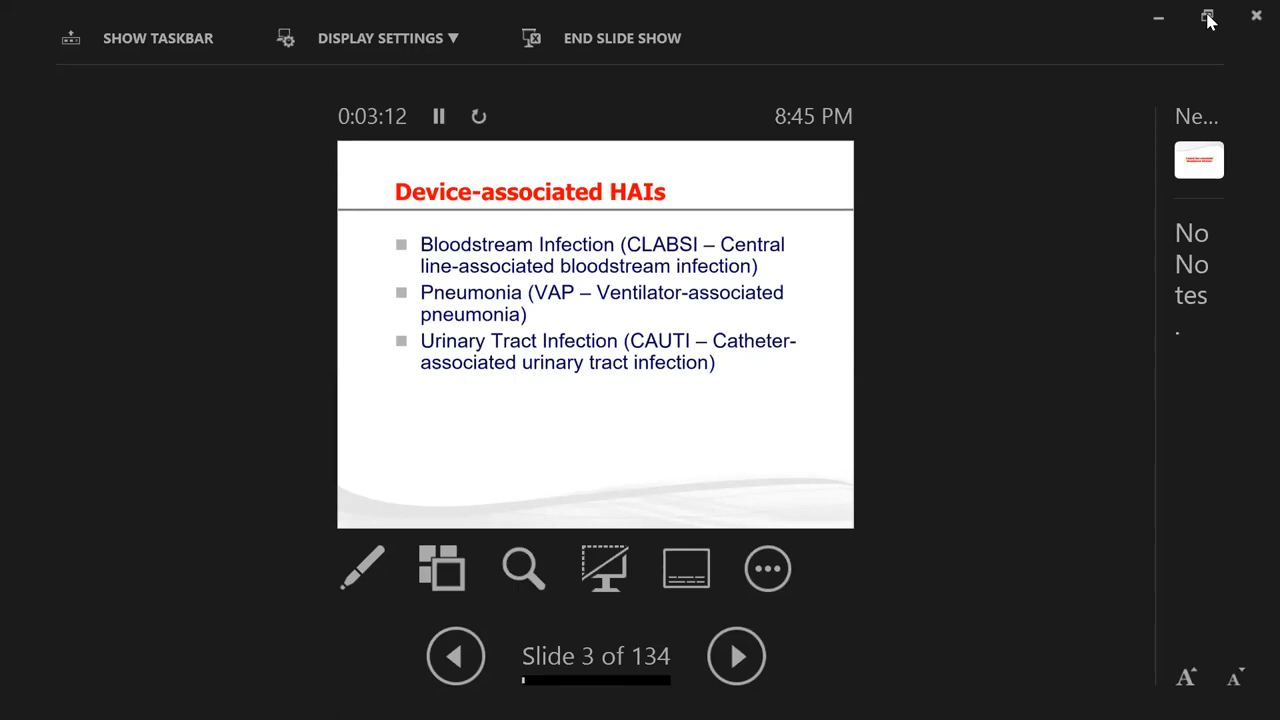 SHOW TASKBAR
DISPLAY SETTINGS ▼
END SLIDE SHOW
0:03:12
8:45 PM
Device-associated HAIs
Bloodstream Infection (CLABSI – Central
line-associated bloodstream infection)
Pneumonia (VAP – Ventilator-associated
pneumonia)
Urinary Tract Infection (CAUTI – Catheter-
associated urinary tract infection)
Slide 3 of 134
Ne...
No
No
tes
.
A
A